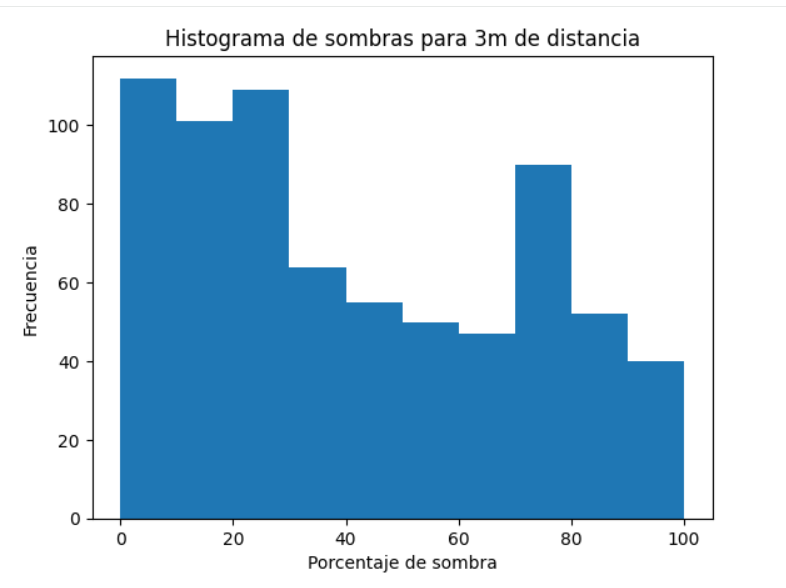 Histograma de sombras para 3m de distancia
100
80
60
40
20
0
Frecuencia
0 20 40 60 80 100
Porcentaje de sombra